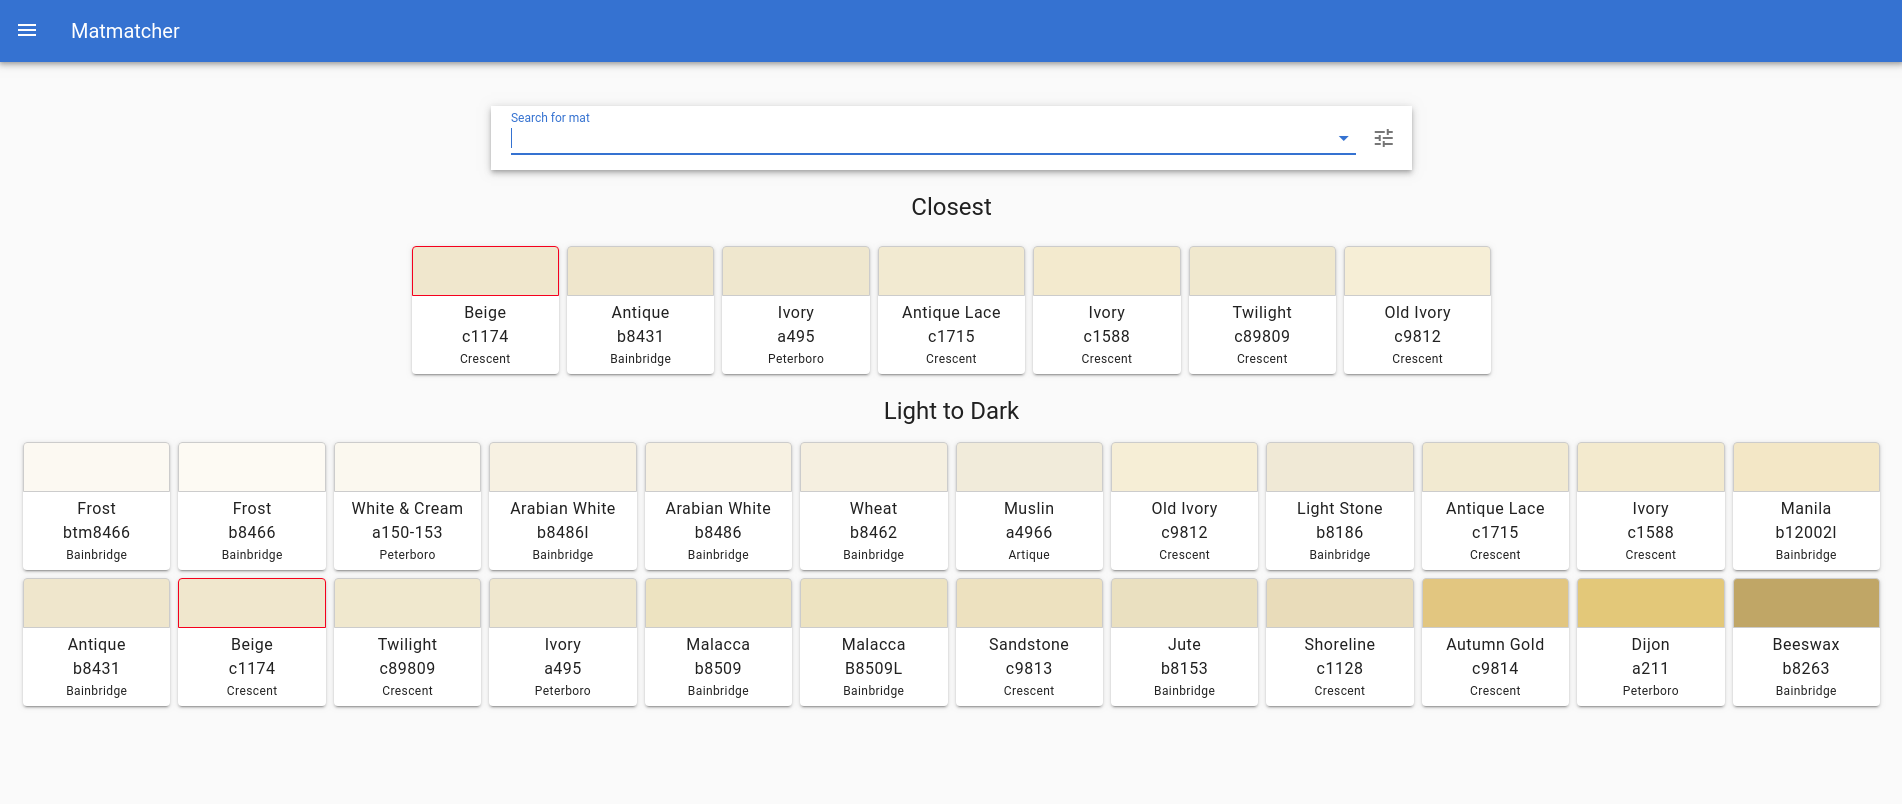 Matmatcher
Search for mat
Closest
Beige
c1174
Crescent
Antique
b8431
Bainbridge
Ivory
a495
Peterboro
Antique Lace
c1715
Crescent
Ivory
c1588
Crescent
Twilight
c89809
Crescent
Old Ivory
c9812
Crescent
Light to Dark
Frost
btm8466
Bainbridge
Frost
b8466
Bainbridge
White & Cream
a150-153
Peterboro
Arabian White
b8486l
Bainbridge
Arabian White
b8486
Bainbridge
Wheat
b8462
Bainbridge
Muslin
a4966
Artique
Old Ivory
c9812
Crescent
Light Stone
b8186
Bainbridge
Antique Lace
c1715
Crescent
Ivory
c1588
Crescent
Manila
b12002l
Bainbridge
Antique
b8431
Bainbridge
Beige
c1174
Crescent
Twilight
c89809
Crescent
Ivory
a495
Peterboro
Malacca
b8509
Bainbridge
Malacca
B8509L
Bainbridge
Sandstone
c9813
Crescent
Jute
b8153
Bainbridge
Shoreline
c1128
Crescent
Autumn Gold
c9814
Crescent
Dijon
a211
Peterboro
Beeswax
b8263
Bainbridge